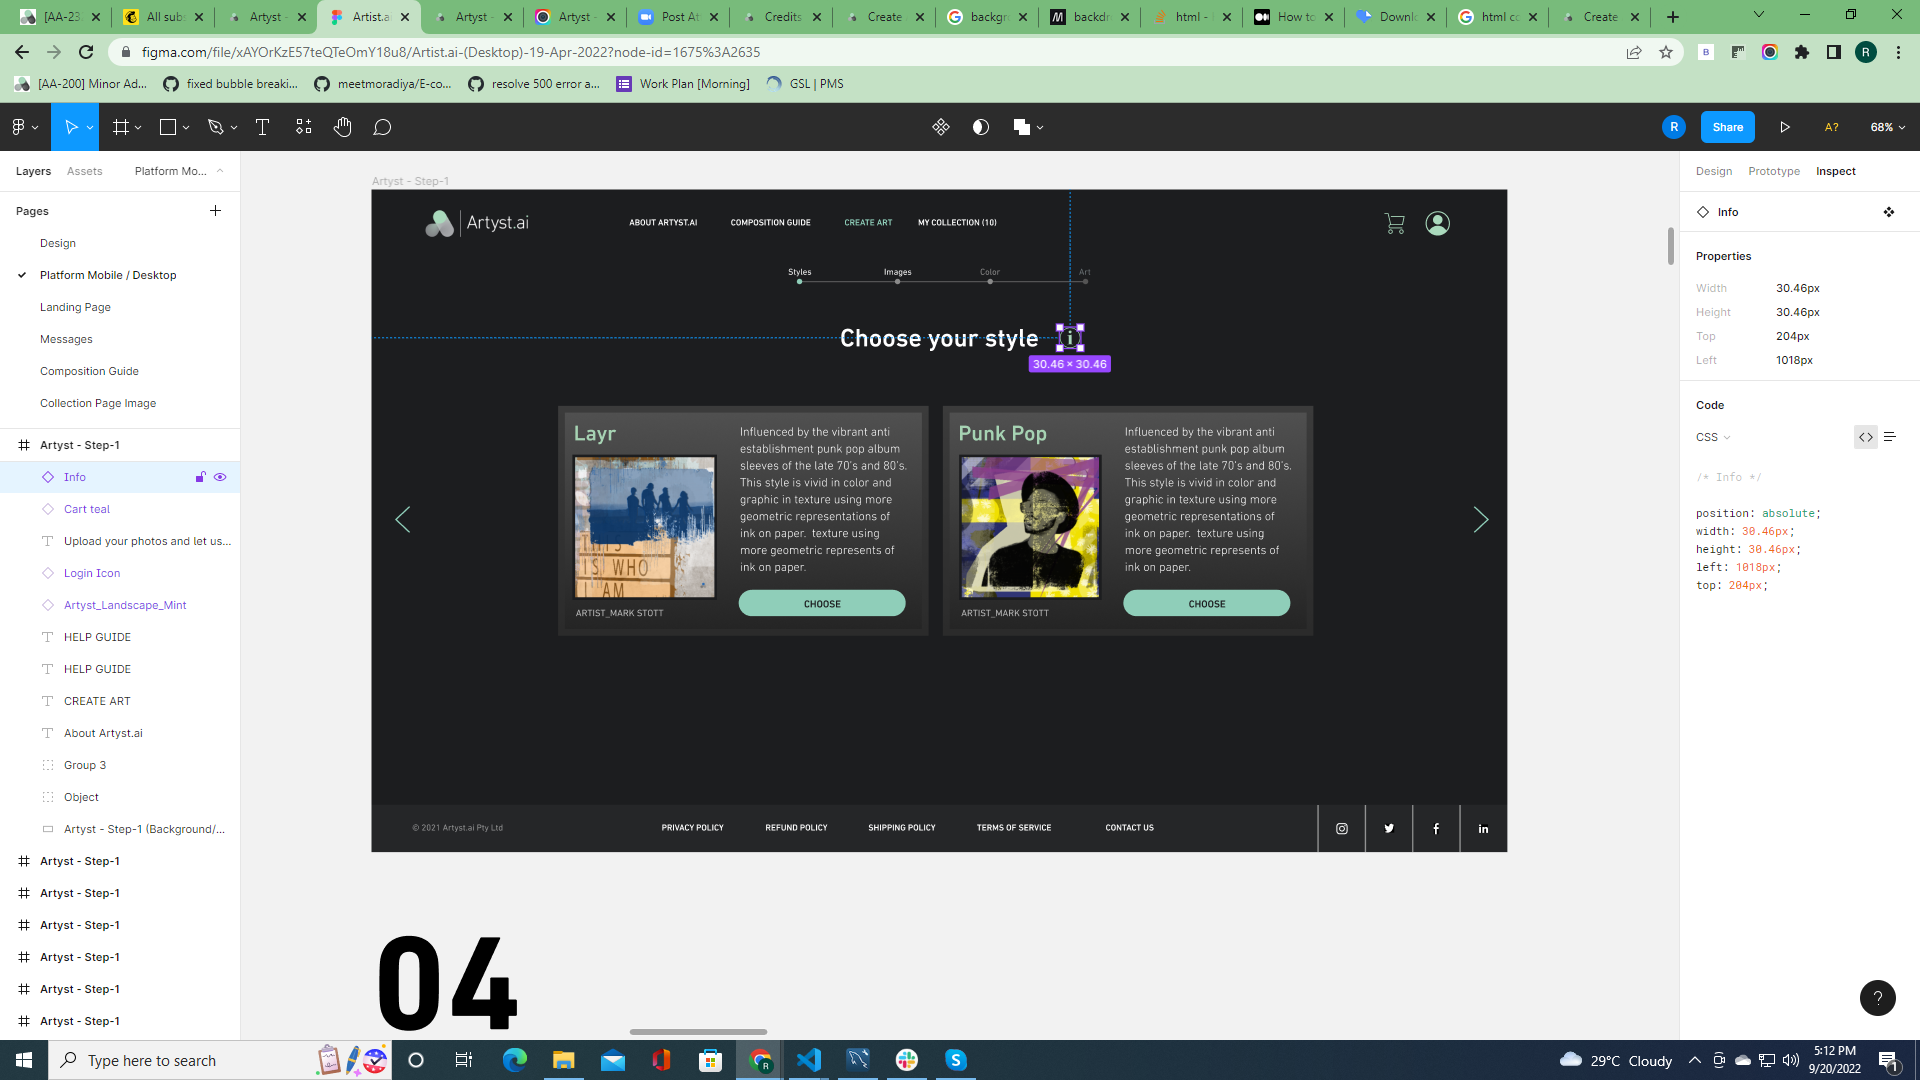 [AA-23
All subs
Artyst -
Artist.a
Artyst -
Artyst -
Post At
Credits
Create
backgr
backdr
html -
How to
Downlo
html co
Create
figma.com/file/xAYOrKzE57teQTeOmY18u8/Artist.ai-(Desktop)-19-Apr-2022?node-id=1675%3A2635
R
[AA-200] Minor Ad...
fixed bubble breaki...
meetmoradiya/E-co...
resolve 500 error a...
Work Plan [Morning]
GSL | PMS
R
Share
A?
68%
Layers
Assets
Platform Mo...
Pages
Design
Platform Mobile / Desktop
Landing Page
Messages
Composition Guide
Collection Page Image
Artyst - Step-1
Info
Cart teal
Upload your photos and let us...
Login Icon
Artyst_Landscape_Mint
HELP GUIDE
HELP GUIDE
CREATE ART
About Artyst.ai
Group 3
Object
Artyst - Step-1 (Background/...
Artyst - Step-1
Artyst - Step-1
Artyst - Step-1
Artyst - Step-1
Artyst - Step-1
Artyst - Step-1
Artyst - Step-1
Artyst.ai
ABOUT ARTYST.AI
COMPOSITION GUIDE
CREATE ART
MY COLLECTION (10)
Styles
Images
Color
Art
Choose your style
i
30.46 × 30.46
Layr
Influenced by the vibrant anti
establishment punk pop album
sleeves of the late 70's and 80's.
This style is vivid in color and
graphic in texture using more
geometric representations of
ink on paper. texture using
more geometric represents of
ink on paper.
THIS
IS WHO
I AM
ARTIST_MARK STOTT
CHOOSE
Punk Pop
Influenced by the vibrant anti
establishment punk pop album
sleeves of the late 70's and 80's.
This style is vivid in color and
graphic in texture using more
geometric representations of
ink on paper. texture using
more geometric represents of
ink on paper.
ARTIST_MARK STOTT
CHOOSE
© 2021 Artyst.ai Pty Ltd
PRIVACY POLICY
REFUND POLICY
SHIPPING POLICY
TERMS OF SERVICE
CONTACT US
04
Design
Prototype
Inspect
Info
Properties
Width 30.46px
Height 30.46px
Top 204px
Left 1018px
Code
CSS
/* Info */
position: absolute;
width: 30.46px;
height: 30.46px;
left: 1018px;
top: 204px;
?
Type here to search
29°C Cloudy
5:12 PM
9/20/2022
1